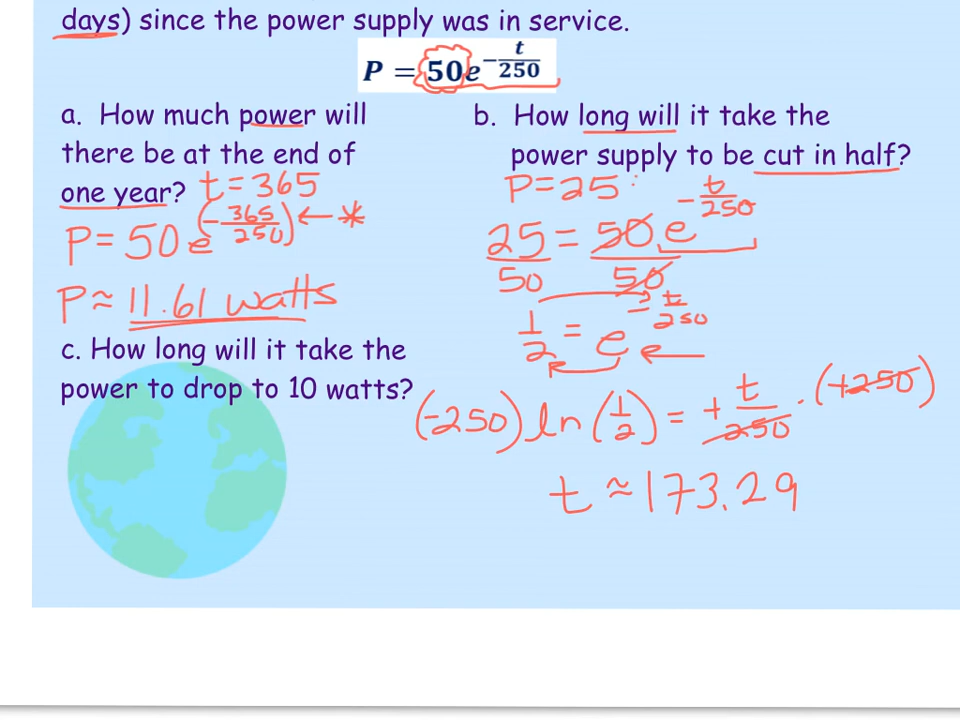 days) since the power supply was in service.
P = 50e^(-t/250)
a. How much power will
there be at the end of
one year? t = 365
P = 50 e^(-365/250) ← *
P ≈ 11.61 watts
b. How long will it take the
power supply to be cut in half?
P = 25
25 = 50 e^(-t/250)
50 50
1/2 = e^(-t/250) ←
(-250) ln (1/2) = + t/250 · (+250)
t ≈ 173.29
c. How long will it take the
power to drop to 10 watts?